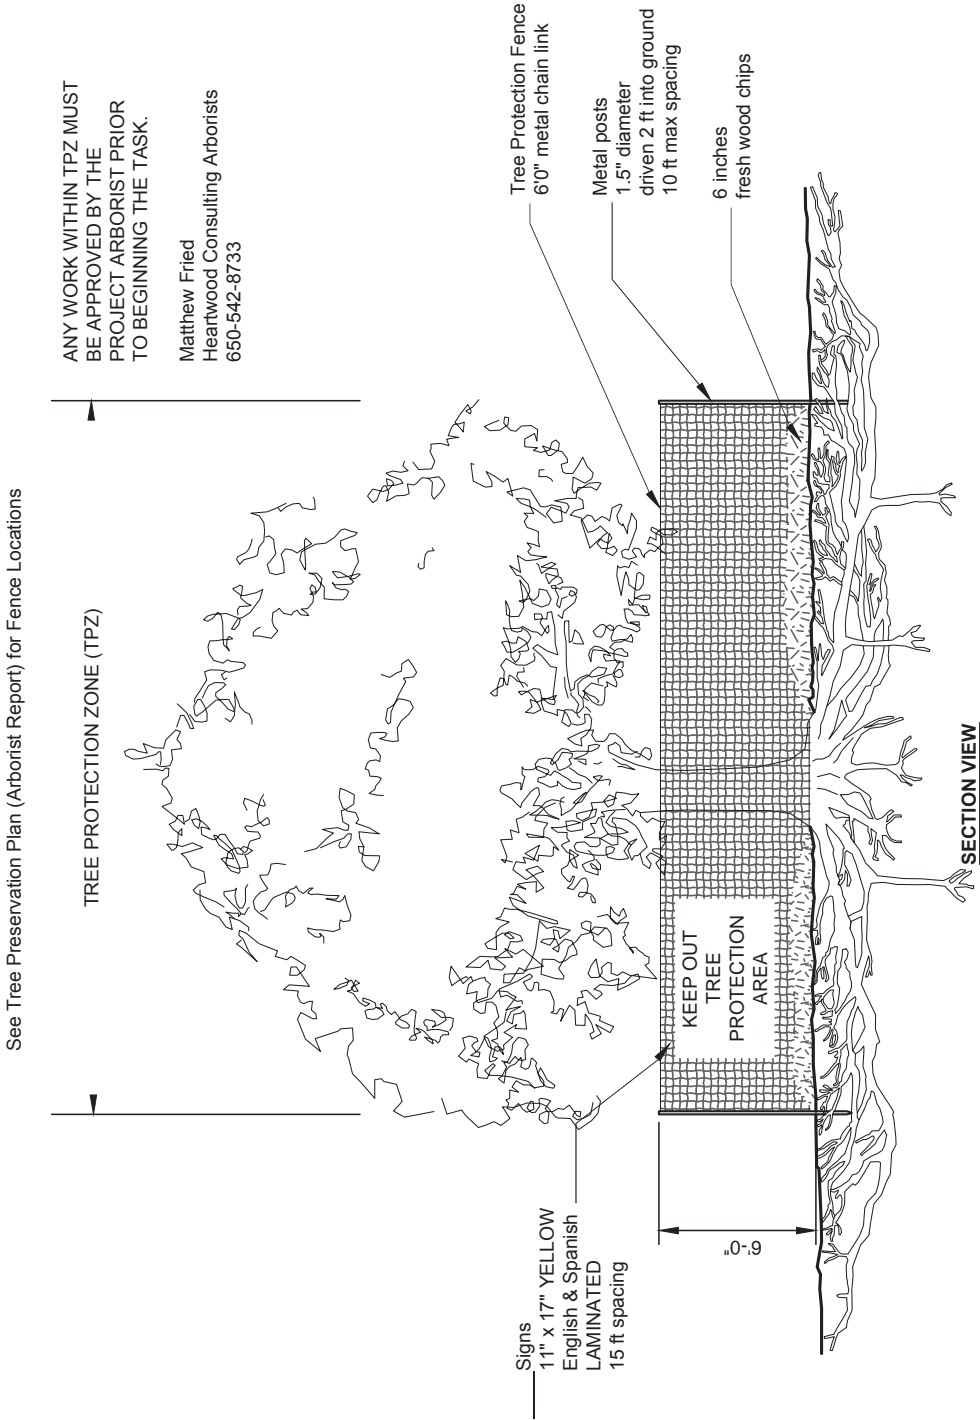 See Tree Preservation Plan (Arborist Report) for Fence Locations
TREE PROTECTION ZONE (TPZ)
ANY WORK WITHIN TPZ MUST
BE APPROVED BY THE
PROJECT ARBORIST PRIOR
TO BEGINNING THE TASK.
Matthew Fried
Heartwood Consulting Arborists
650-542-8733
Signs
11" x 17" YELLOW
English & Spanish
LAMINATED
15 ft spacing
Tree Protection Fence
6'0" metal chain link
Metal posts
1.5" diameter
driven 2 ft into ground
10 ft max spacing
6 inches
fresh wood chips
KEEP OUT
TREE
PROTECTION
AREA
6'-0"
SECTION VIEW